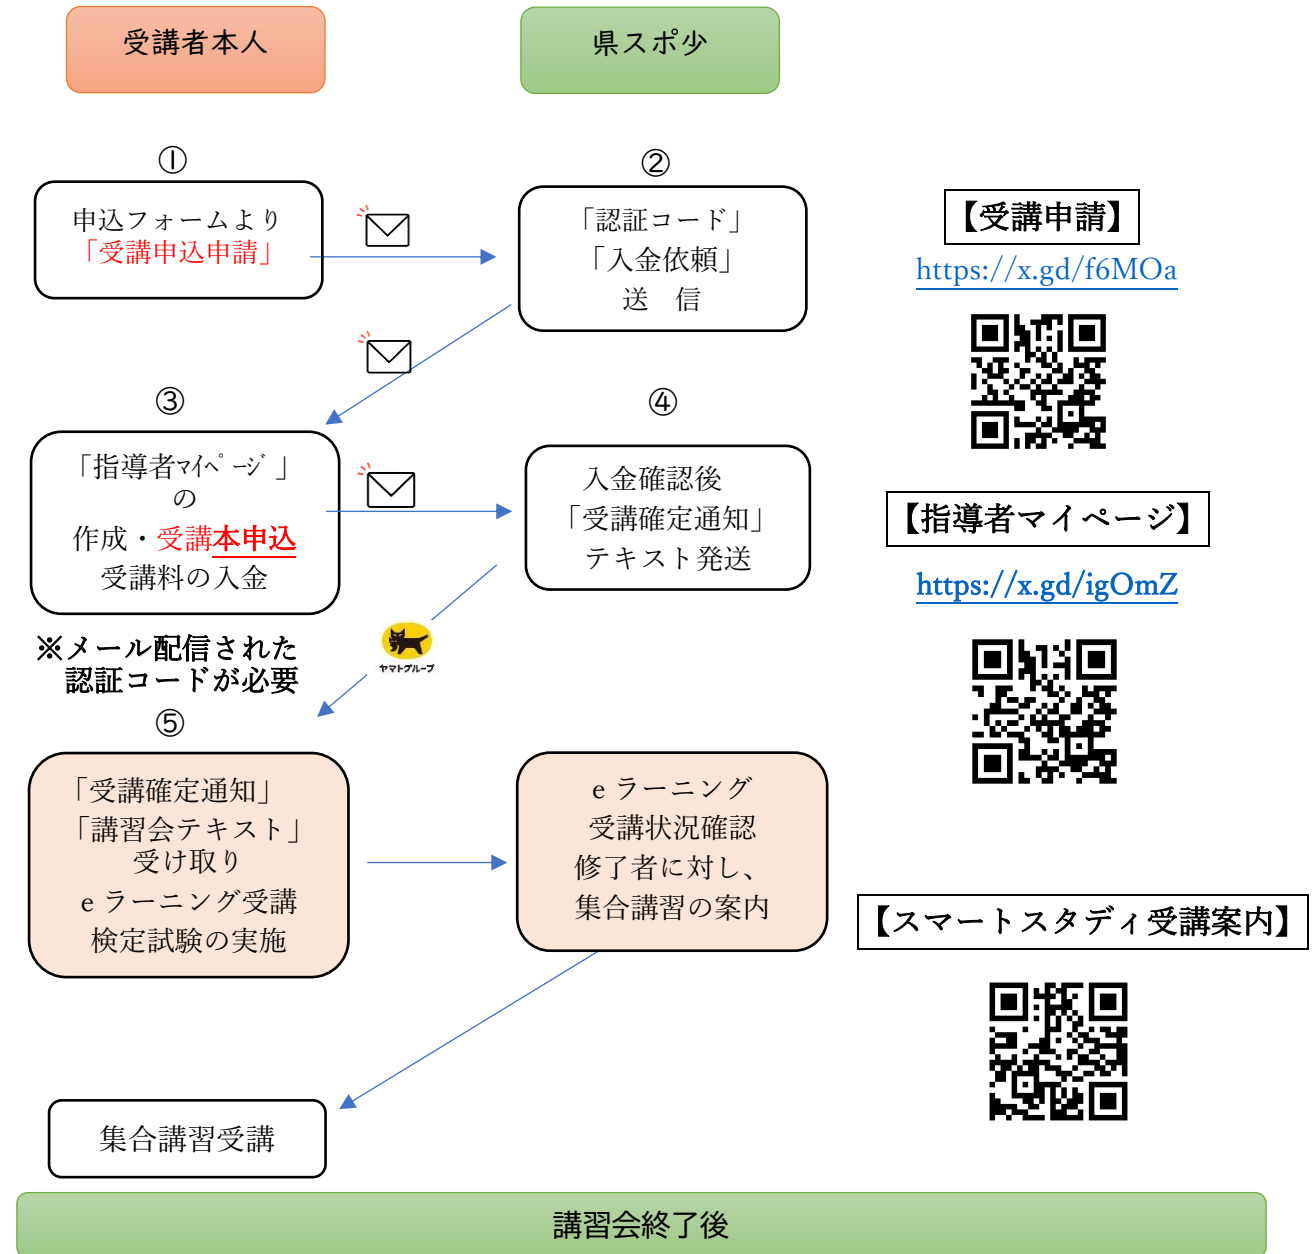 受講者本人
県スポ少
①
申込フォームより
「受講申込申請」
②
「認証コード」
「入金依頼」
送　信
【受講申請】
https://x.gd/f6MOa
③
「指導者ﾏｲﾍﾟｰｼﾞ」
の
作成・受講本申込
受講料の入金
※メール配信された
認証コードが必要
④
入金確認後
「受講確定通知」
テキスト発送
ヤマトグループ
【指導者マイページ】
https://x.gd/igOmZ
⑤
「受講確定通知」
「講習会テキスト」
受け取り
e ラーニング受講
検定試験の実施
e ラーニング
受講状況確認
修了者に対し、
集合講習の案内
【スマートスタディ受講案内】
集合講習受講
講習会終了後